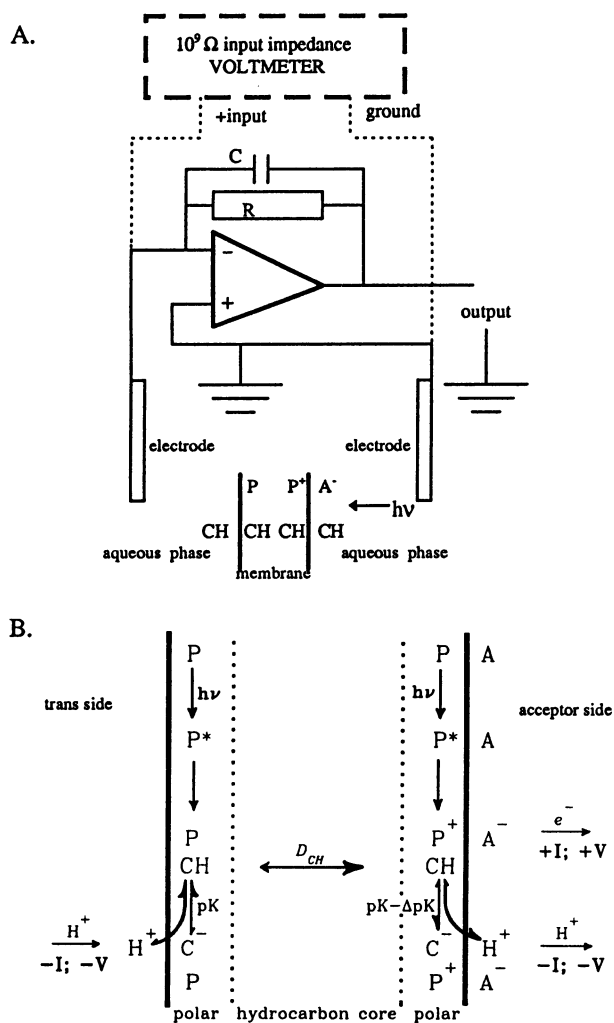 A.
10⁹ Ω input impedance
VOLTMETER
+input
ground
C
R
−
+
output
electrode
electrode
P P⁺ A⁻
hν
CH CH CH CH
aqueous phase
aqueous phase
membrane
B.
P P A
trans side
hν hν
acceptor side
P* P* A
P P⁺ A⁻ e⁻
+I; +V
CH D_CH CH
pK pK−ΔpK
H⁺ H⁺ C⁻ C⁻ H⁺ H⁺
−I; −V −I; −V
P P⁺ A⁻
polar hydrocarbon core polar